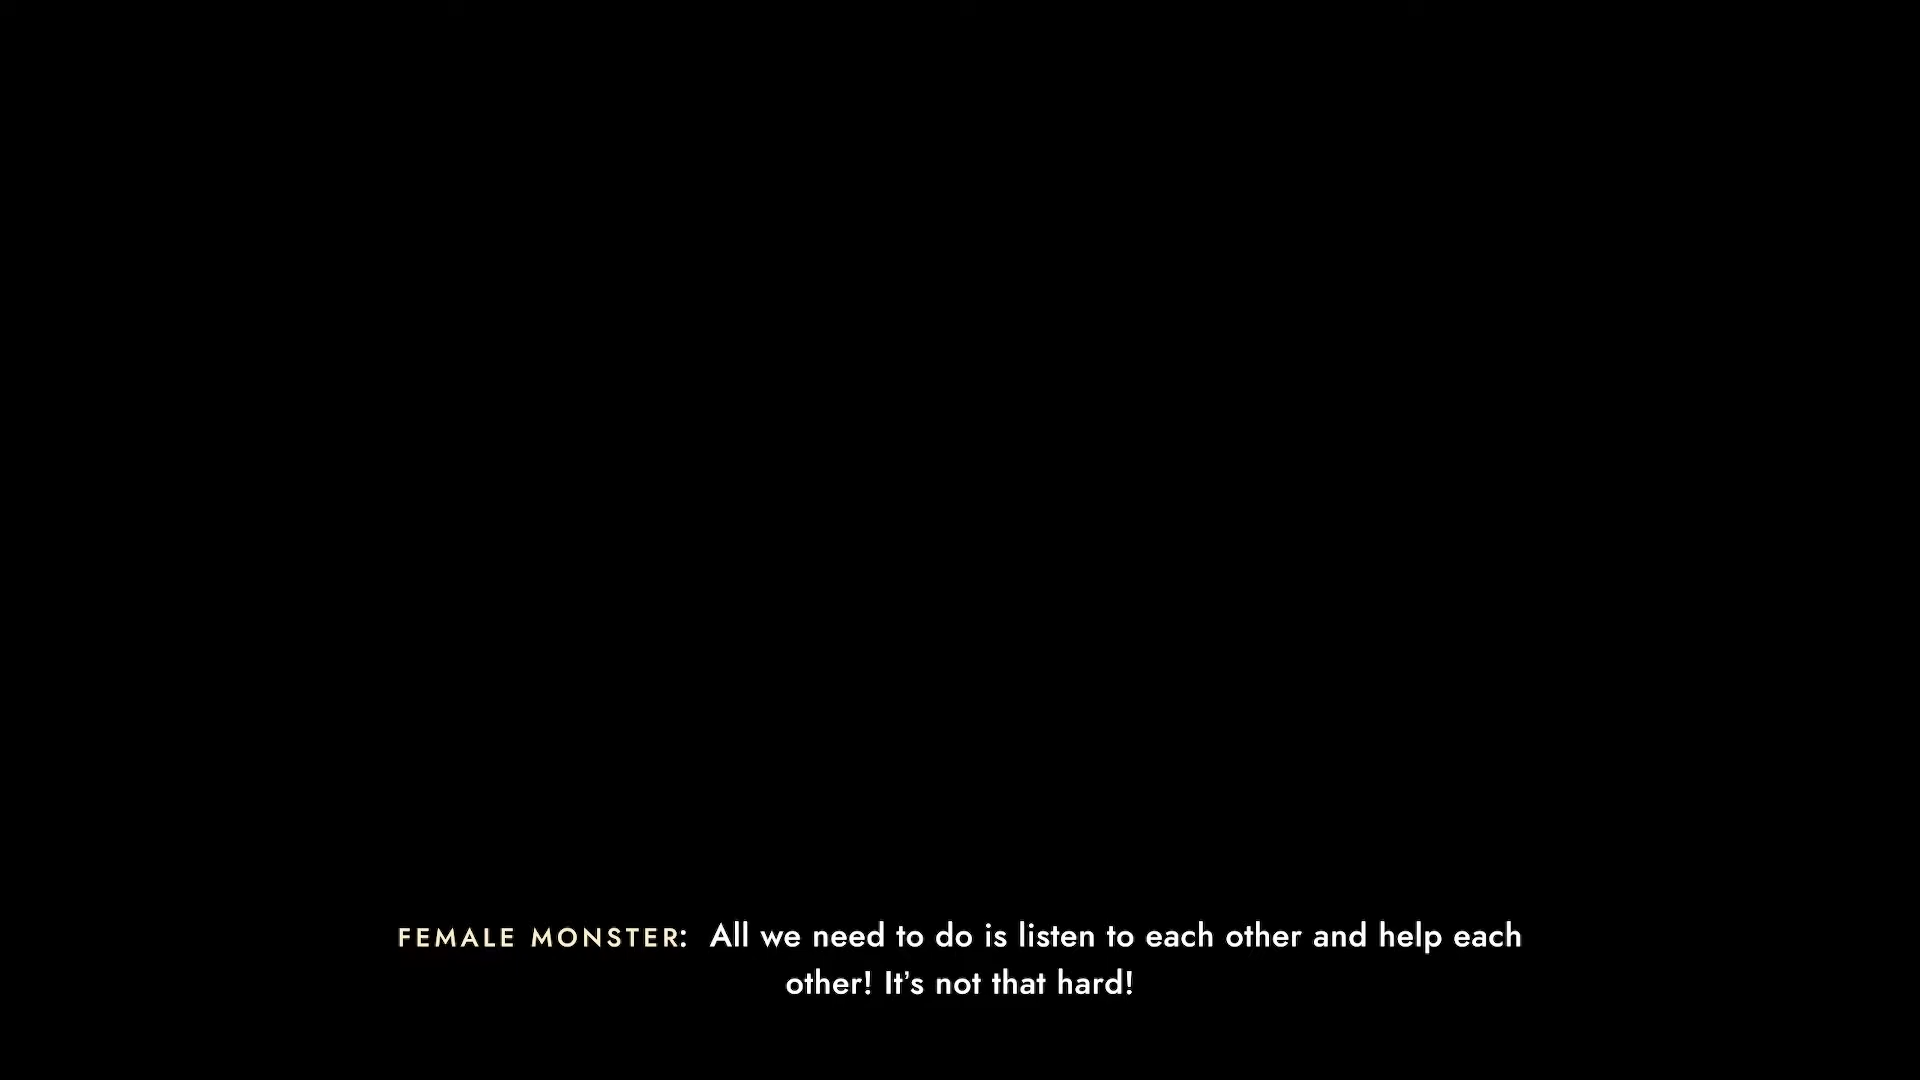 FEMALE MONSTER: All we need to do is listen to each other and help each
other! It's not that hard!